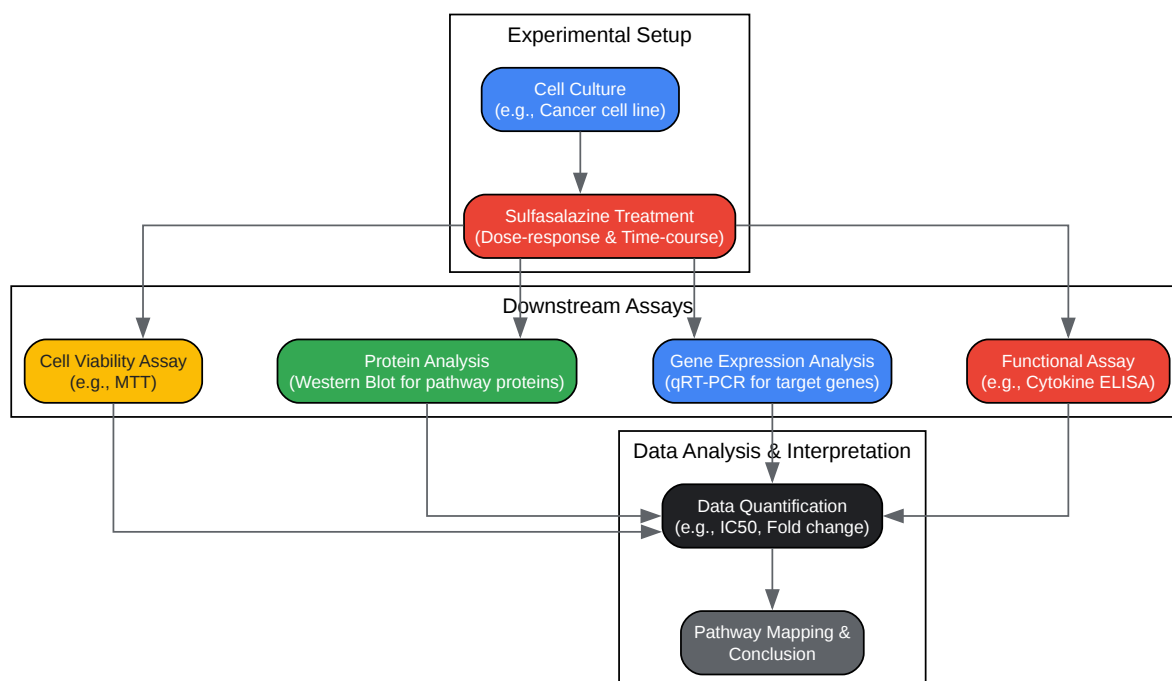 Experimental Setup
Cell Culture
(e.g., Cancer cell line)
Sulfasalazine Treatment
(Dose-response & Time-course)
Downstream Assays
Cell Viability Assay
(e.g., MTT)
Protein Analysis
(Western Blot for pathway proteins)
Gene Expression Analysis
(qRT-PCR for target genes)
Functional Assay
(e.g., Cytokine ELISA)
Data Analysis & Interpretation
Data Quantification
(e.g., IC50, Fold change)
Pathway Mapping &
Conclusion